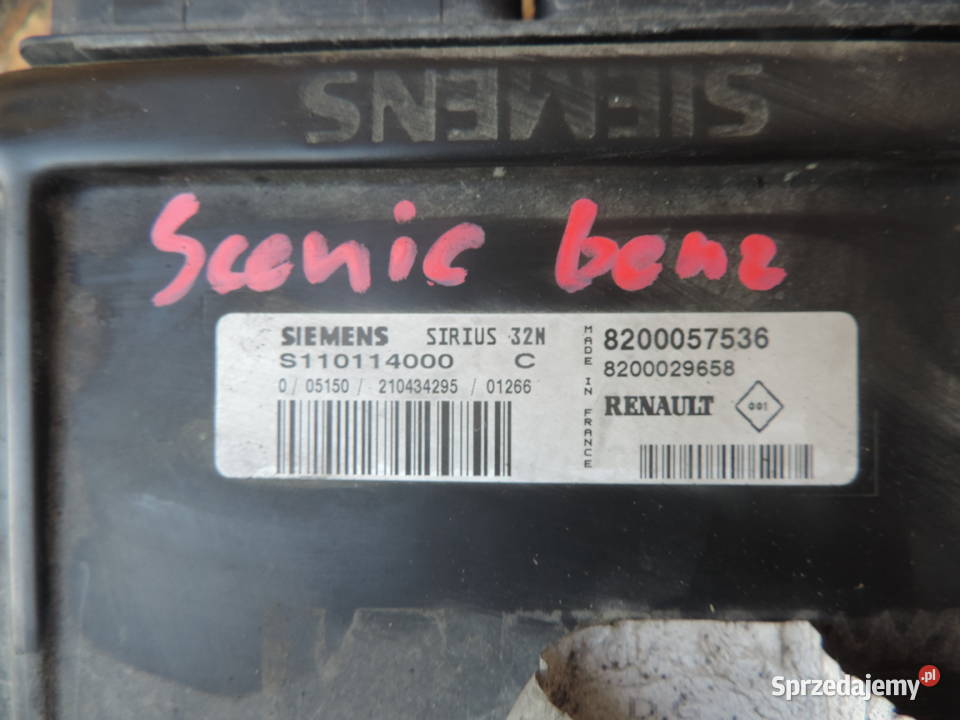 SIEMENS
Scenic benz
SIEMENS SIRIUS 32N
S110114000 C
0/ 05150 / 210434295 / 01266
MADE IN FRANCE
8200057536
8200029658
RENAULT 001
H
Sprzedajemy.pl